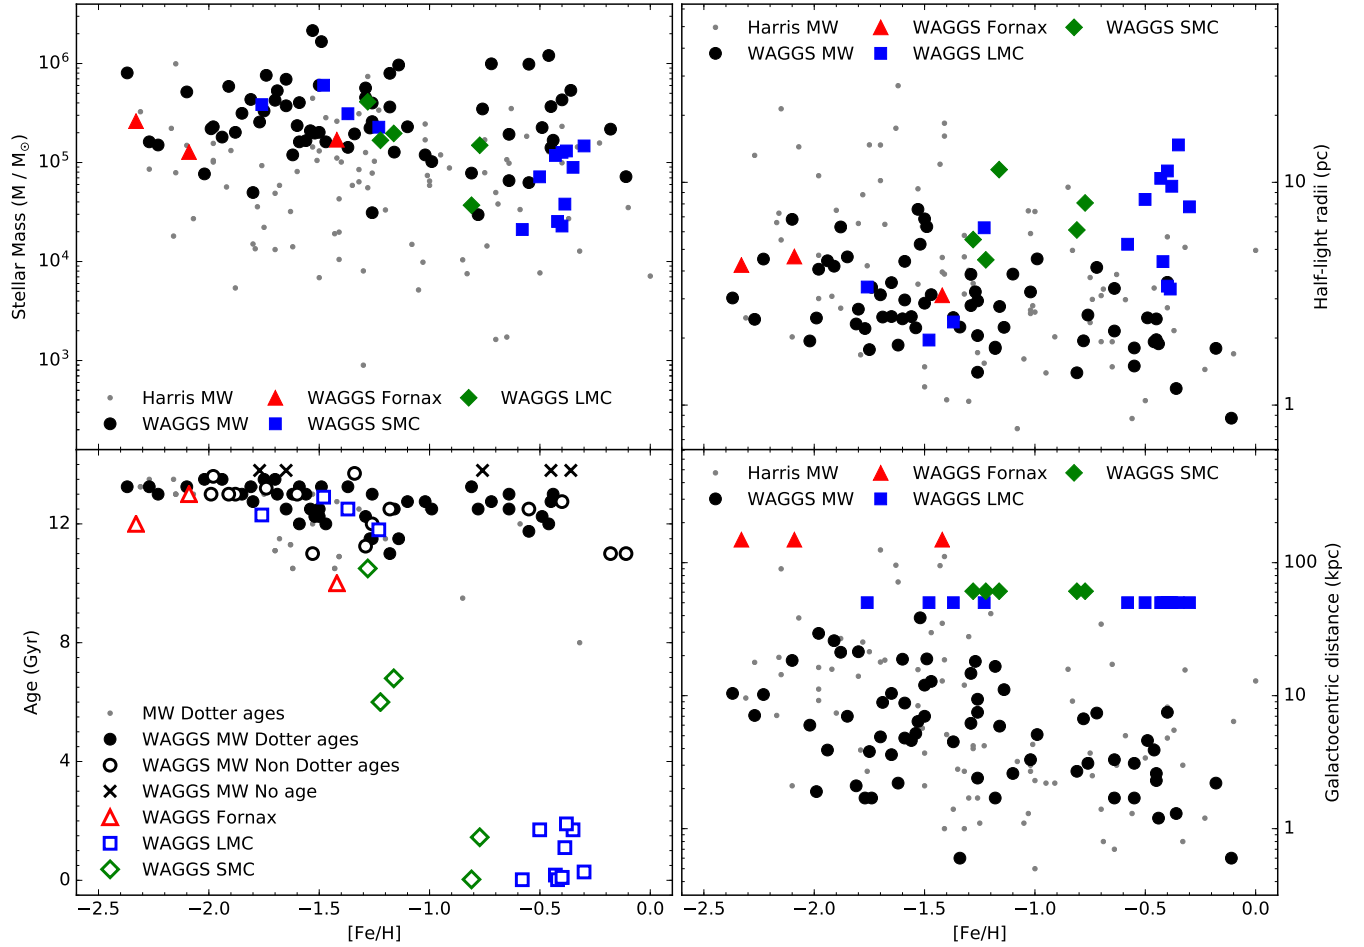 Stellar Mass (M / M⊙)
10⁶
10⁵
10⁴
10³
Harris MW
WAGGS MW
WAGGS Fornax
WAGGS SMC
WAGGS LMC
Harris MW
WAGGS MW
WAGGS Fornax
WAGGS LMC
WAGGS SMC
10
1
Half-light radii (pc)
Age (Gyr)
12
8
4
0
MW Dotter ages
WAGGS MW Dotter ages
WAGGS MW Non Dotter ages
WAGGS MW No age
WAGGS Fornax
WAGGS LMC
WAGGS SMC
−2.5 −2.0 −1.5 −1.0 −0.5 0.0
[Fe/H]
Harris MW
WAGGS MW
WAGGS Fornax
WAGGS LMC
WAGGS SMC
100
10
1
Galactocentric distance (kpc)
−2.5 −2.0 −1.5 −1.0 −0.5 0.0
[Fe/H]